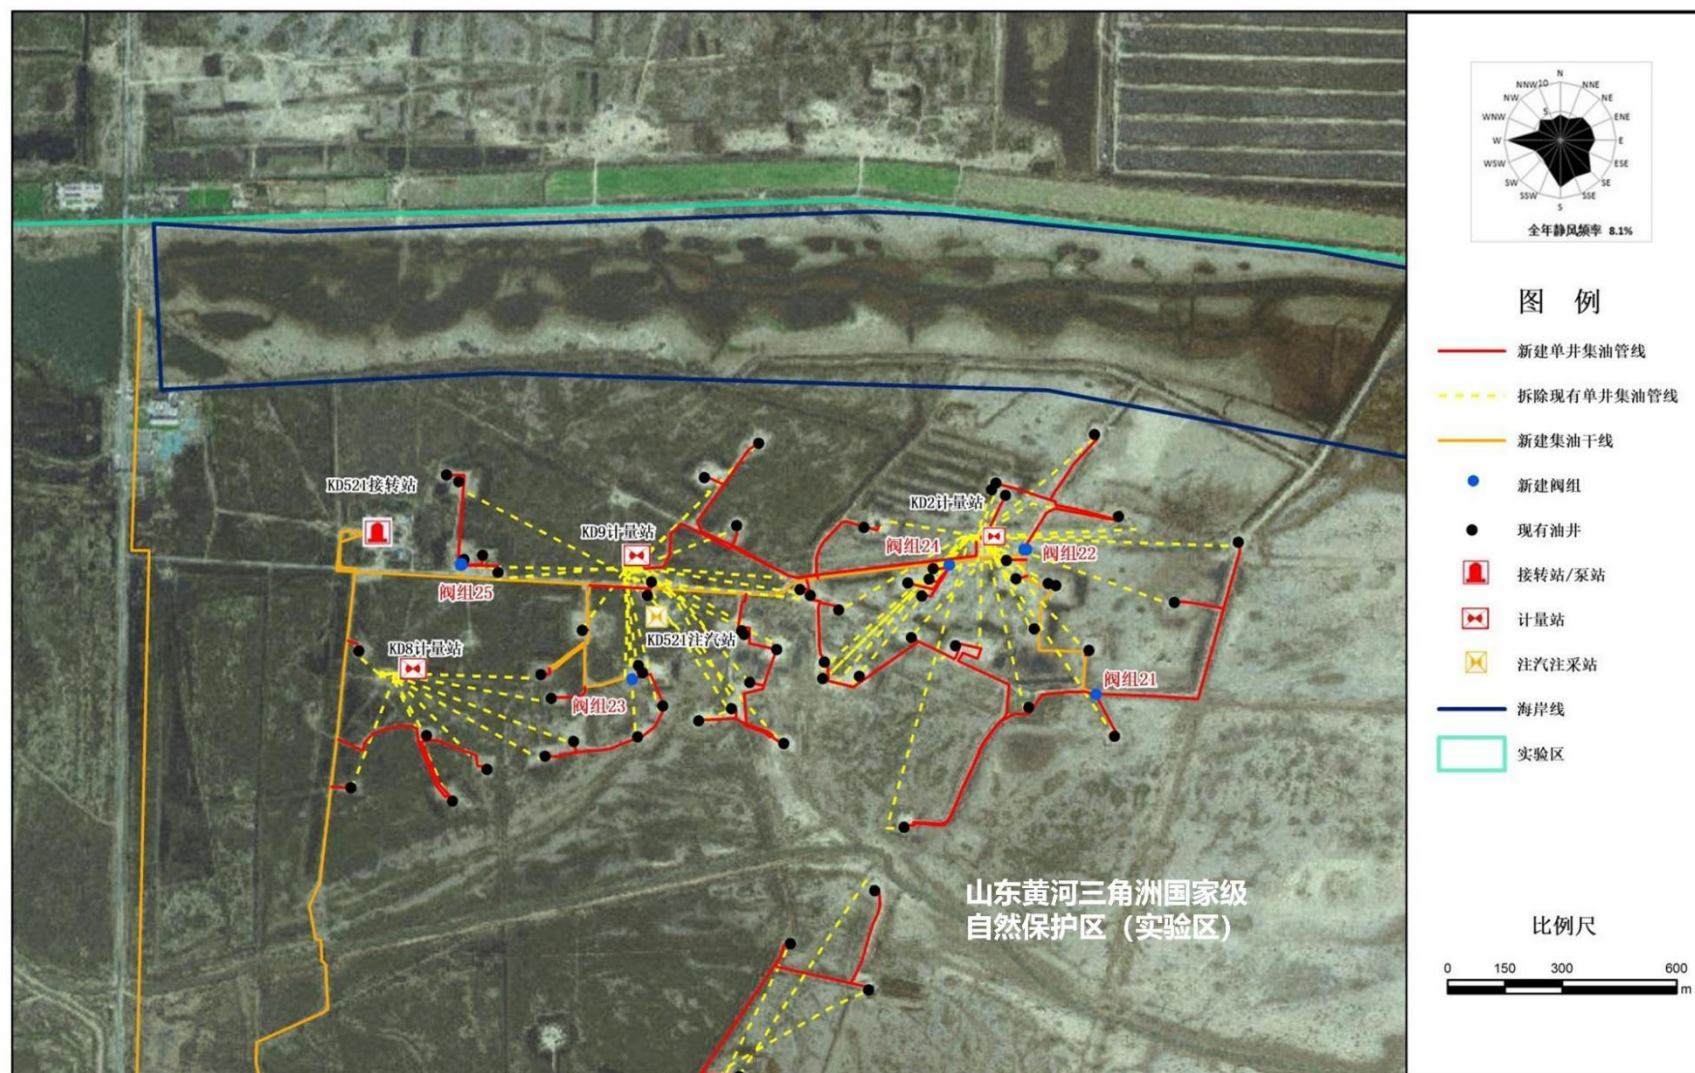 KD521接转站
KD9计量站
KD2计量站
阀组24
阀组22
阀组25
KD8计量站
KD521注汽站
阀组23
阀组21
山东黄河三角洲国家级
自然保护区（实验区）
N
NNE
NE
ENE
E
ESE
SE
SSE
S
SSW
SW
WSW
W
WNW
NW
NNW
10
5
全年静风频率 8.1%
图 例
新建单井集油管线
拆除现有单井集油管线
新建集油干线
新建阀组
现有油井
接转站/泵站
计量站
注汽注采站
海岸线
实验区
比例尺
0 150 300 600
m